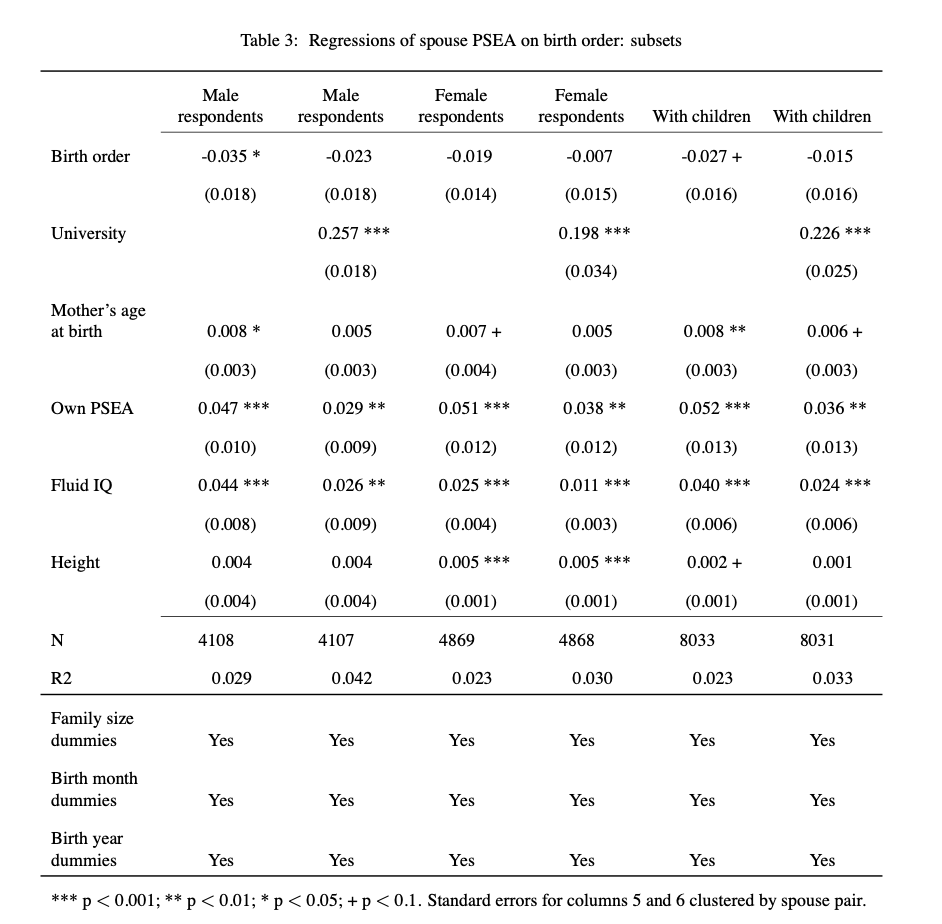 Table 3: Regressions of spouse PSEA on birth order: subsets
Male respondents Male respondents Female respondents Female respondents With children With children
Birth order -0.035 * -0.023 -0.019 -0.007 -0.027 + -0.015
(0.018) (0.018) (0.014) (0.015) (0.016) (0.016)
University 0.257 *** 0.198 *** 0.226 ***
(0.018) (0.034) (0.025)
Mother's age
at birth 0.008 * 0.005 0.007 + 0.005 0.008 ** 0.006 +
(0.003) (0.003) (0.004) (0.003) (0.003) (0.003)
Own PSEA 0.047 *** 0.029 ** 0.051 *** 0.038 ** 0.052 *** 0.036 **
(0.010) (0.009) (0.012) (0.012) (0.013) (0.013)
Fluid IQ 0.044 *** 0.026 ** 0.025 *** 0.011 *** 0.040 *** 0.024 ***
(0.008) (0.009) (0.004) (0.003) (0.006) (0.006)
Height 0.004 0.004 0.005 *** 0.005 *** 0.002 + 0.001
(0.004) (0.004) (0.001) (0.001) (0.001) (0.001)
N 4108 4107 4869 4868 8033 8031
R2 0.029 0.042 0.023 0.030 0.023 0.033
Family size
dummies Yes Yes Yes Yes Yes Yes
Birth month
dummies Yes Yes Yes Yes Yes Yes
Birth year
dummies Yes Yes Yes Yes Yes Yes
*** p < 0.001; ** p < 0.01; * p < 0.05; + p < 0.1. Standard errors for columns 5 and 6 clustered by spouse pair.